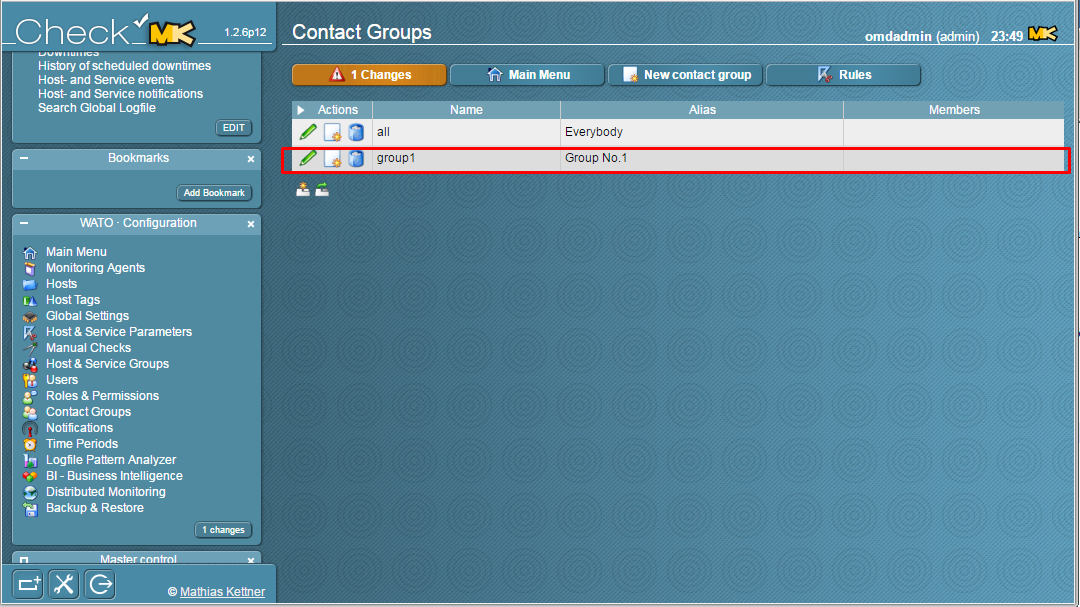 Check MK 1.2.6p12
Downtimes
History of scheduled downtimes
Host- and Service events
Host- and Service notifications
Search Global Logfile
EDIT
Bookmarks
Add Bookmark
WATO · Configuration
Main Menu
Monitoring Agents
Hosts
Host Tags
Global Settings
Host & Service Parameters
Manual Checks
Host & Service Groups
Users
Roles & Permissions
Contact Groups
Notifications
Time Periods
Logfile Pattern Analyzer
BI - Business Intelligence
Distributed Monitoring
Backup & Restore
1 changes
Master control
© Mathias Kettner
Contact Groups
omdadmin (admin) 23:49 MK
1 Changes Main Menu New contact group Rules
Actions Name Alias Members
all Everybody
group1 Group No.1